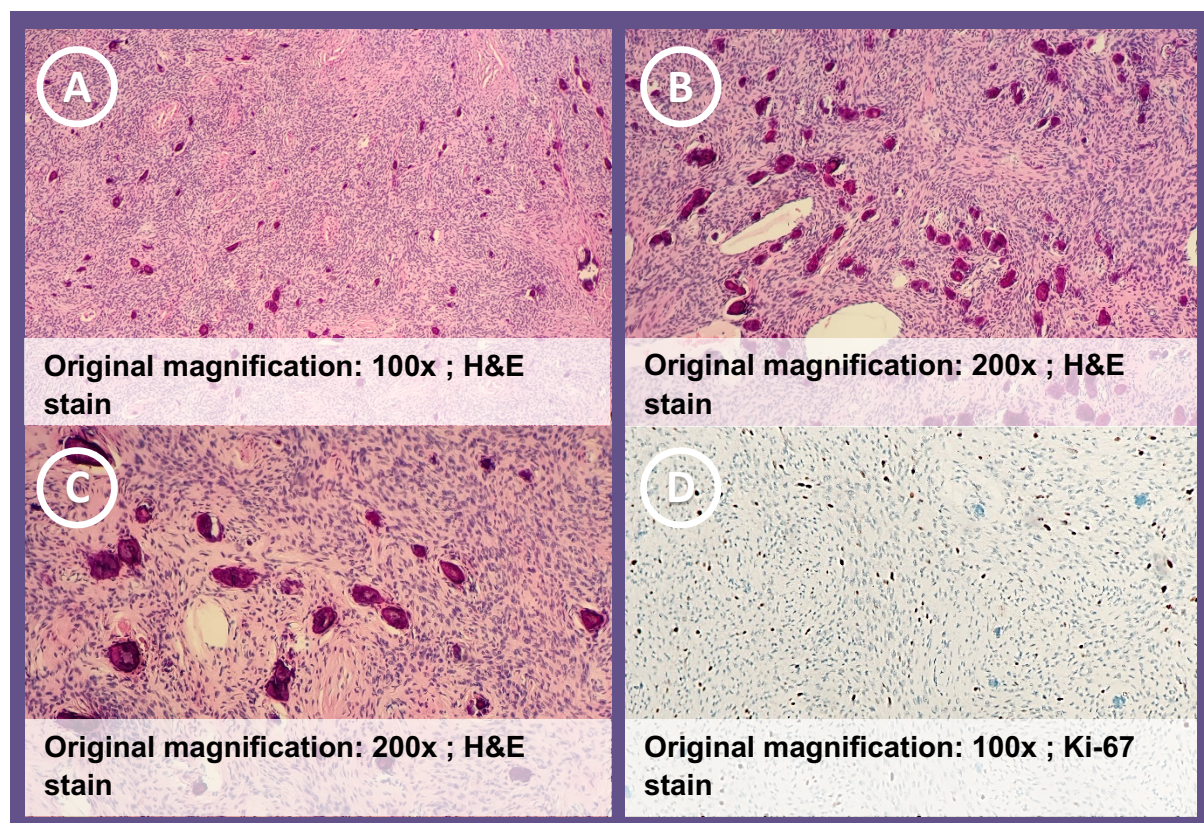 A
B
Original magnification: 100x ; H&E
stain
Original magnification: 200x ; H&E
stain
C
D
Original magnification: 200x ; H&E
stain
Original magnification: 100x ; Ki-67
stain